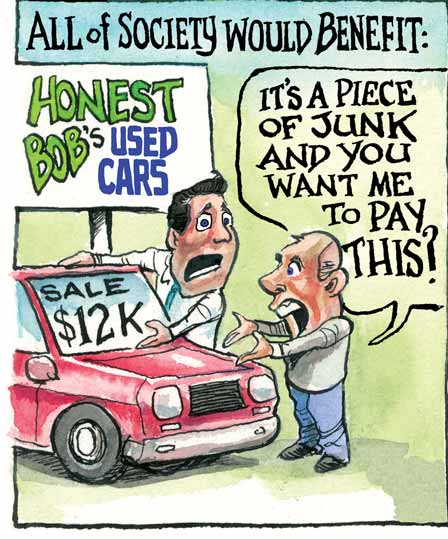 ALL of SOCIETY WOULD BENEFIT:
HONEST
BOB'S USED
CARS
IT'S A PIECE
OF JUNK
AND YOU
WANT ME
TO PAY
THIS?
SALE
$12K